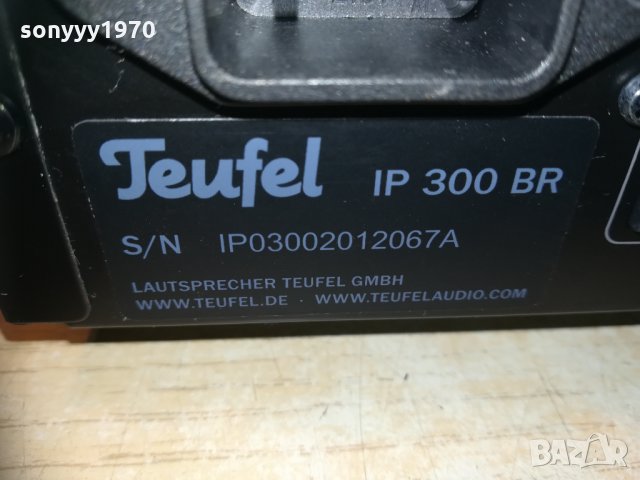 sonyyy1970
Teufel IP 300 BR
S/N IP03002012067A
LAUTSPRECHER TEUFEL GMBH
WWW.TEUFEL.DE · WWW.TEUFELAUDIO.COM
BAZAR